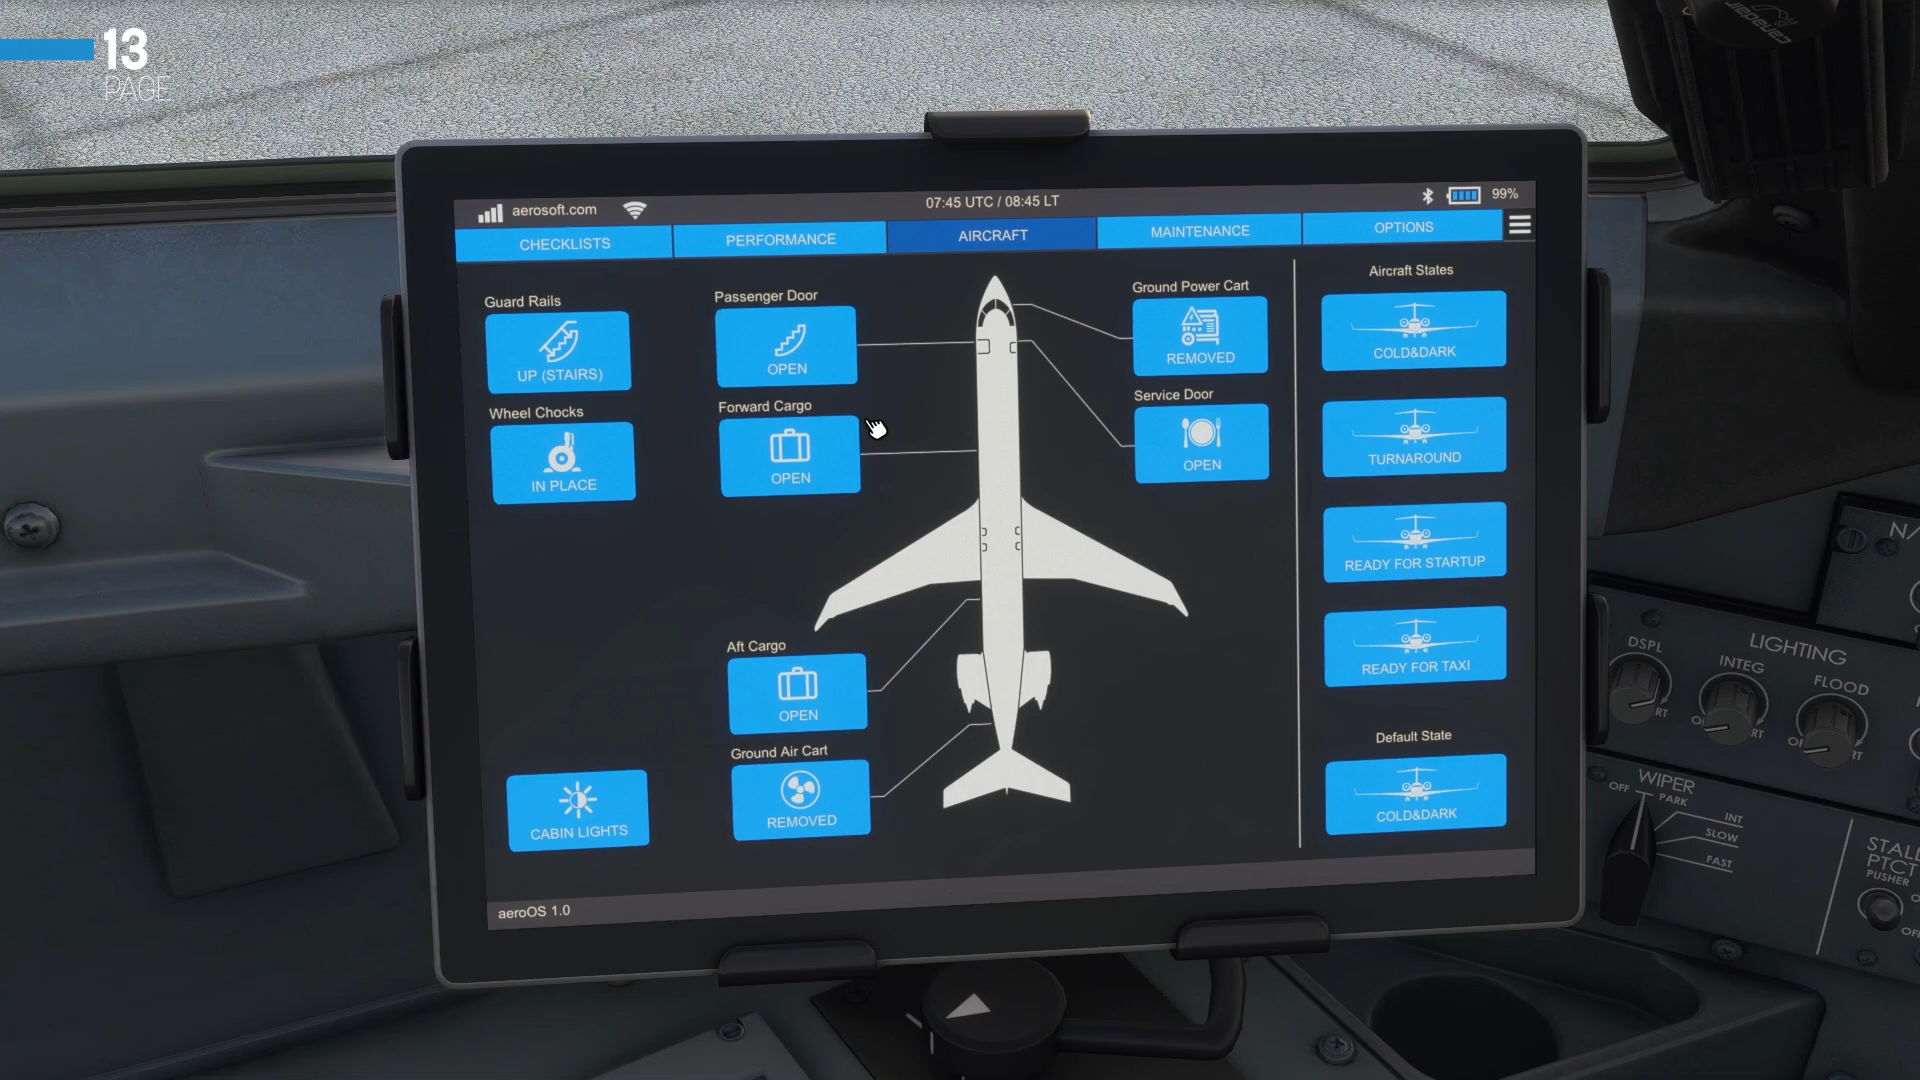 13
PAGE
Canadair
aerosoft.com
07:45 UTC / 08:45 LT
99%
CHECKLISTS
PERFORMANCE
AIRCRAFT
MAINTENANCE
OPTIONS
Guard Rails
UP (STAIRS)
Wheel Chocks
IN PLACE
Passenger Door
OPEN
Forward Cargo
OPEN
Ground Power Cart
REMOVED
Service Door
OPEN
Aft Cargo
OPEN
Ground Air Cart
REMOVED
CABIN LIGHTS
Aircraft States
COLD&DARK
TURNAROUND
READY FOR STARTUP
READY FOR TAXI
Default State
COLD&DARK
aeroOS 1.0
LIGHTING
DSPL
INTEG
FLOOD
WIPER
OFF
PARK
INT
SLOW
FAST
STALL
PTCT
PUSHER